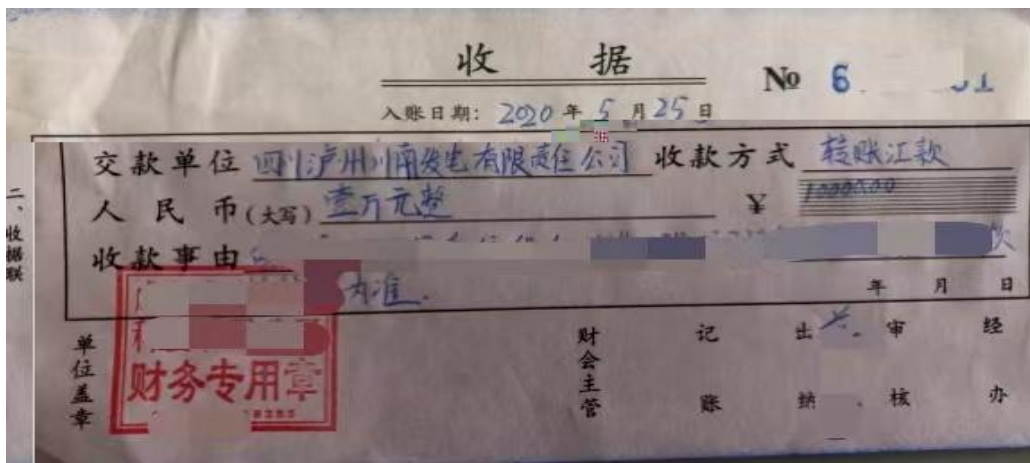 收 据
№ 6
入账日期: 2020 年 5 月 25 日
交款单位 四川泸州川南发电有限责任公司 收款方式 转账汇款
人民币(大写) 壹万元整 ¥ 10000.00
收款事由
为准.
年 月 日
二、收据联
单位盖章
财会主管
记账
出纳
审核
经办
财务专用章